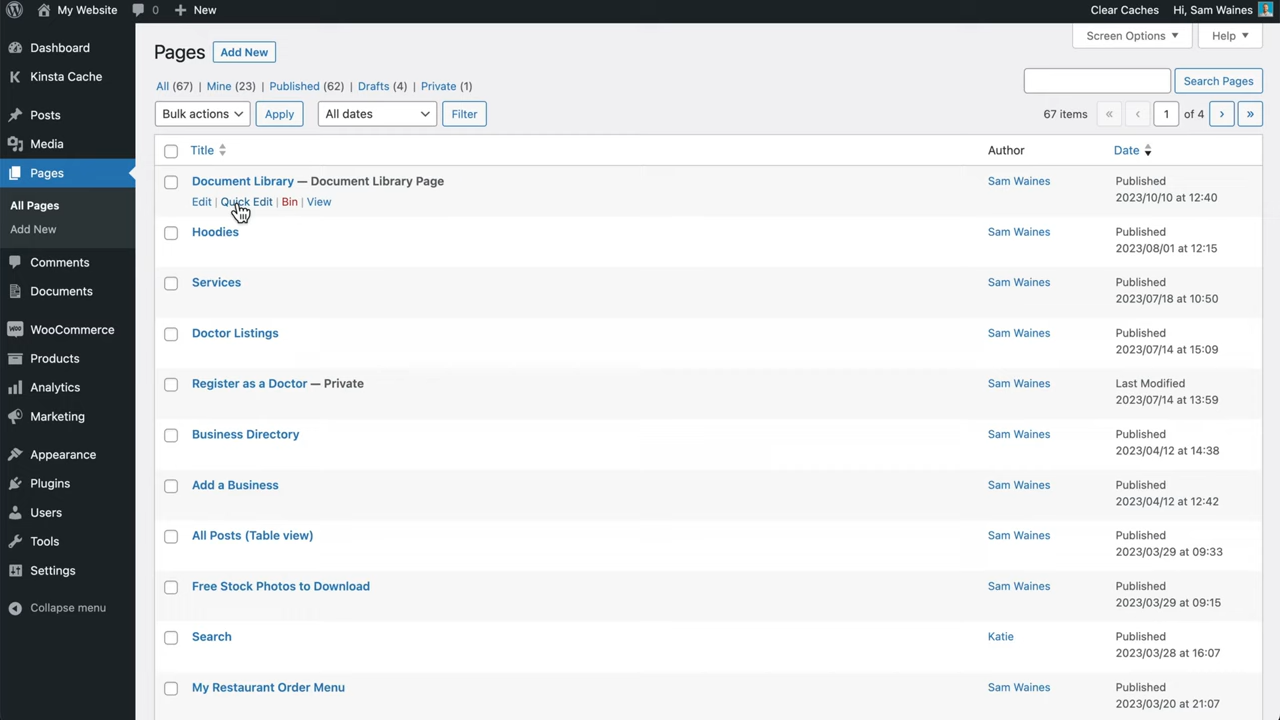 My Website 0 New Clear Caches Hi, Sam Waines
Dashboard
Kinsta Cache
Posts
Media
Pages
All Pages
Add New
Comments
Documents
WooCommerce
Products
Analytics
Marketing
Appearance
Plugins
Users
Tools
Settings
Collapse menu
Screen Options Help
Pages Add New
All (67) | Mine (23) | Published (62) | Drafts (4) | Private (1)
Search Pages
Bulk actions Apply All dates Filter 67 items « ‹ 1 of 4 › »
Title Author Date
Document Library — Document Library Page Sam Waines Published
Edit | Quick Edit | Bin | View 2023/10/10 at 12:40
Hoodies Sam Waines Published
2023/08/01 at 12:15
Services Sam Waines Published
2023/07/18 at 10:50
Doctor Listings Sam Waines Published
2023/07/14 at 15:09
Register as a Doctor — Private Sam Waines Last Modified
2023/07/14 at 13:59
Business Directory Sam Waines Published
2023/04/12 at 14:38
Add a Business Sam Waines Published
2023/04/12 at 12:42
All Posts (Table view) Sam Waines Published
2023/03/29 at 09:33
Free Stock Photos to Download Sam Waines Published
2023/03/29 at 09:15
Search Katie Published
2023/03/28 at 16:07
My Restaurant Order Menu Sam Waines Published
2023/03/20 at 21:07